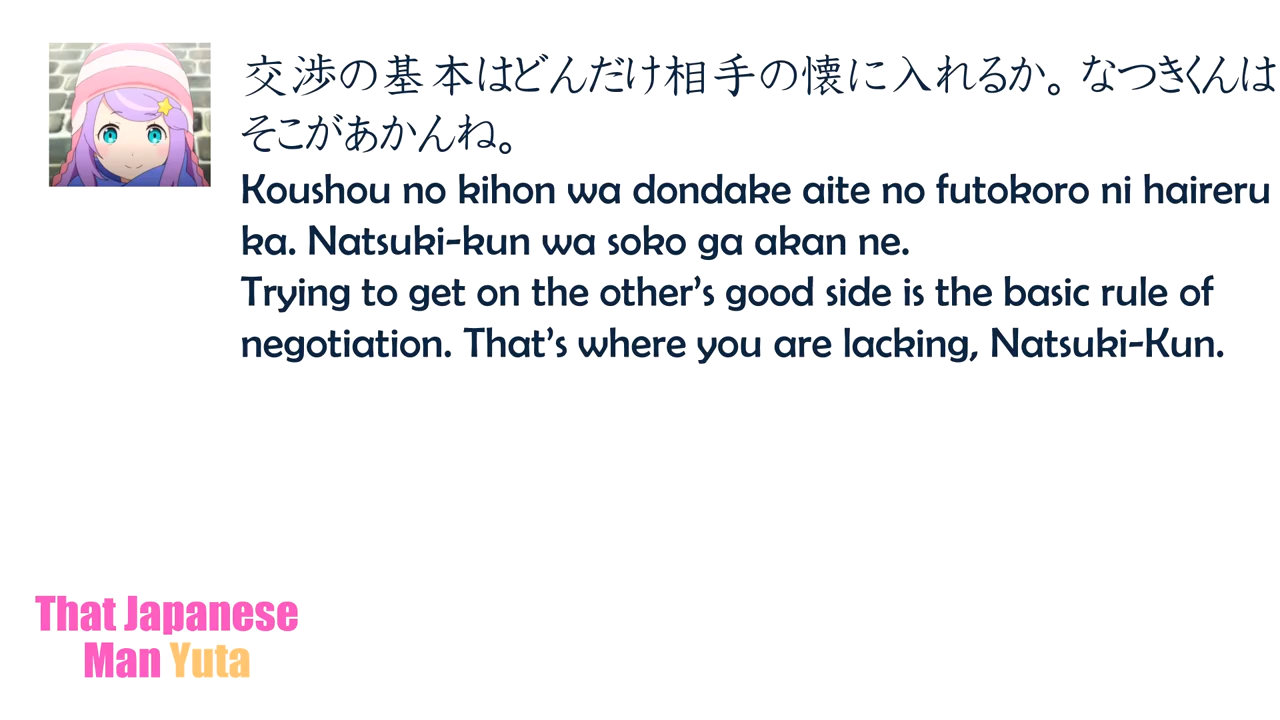 交渉の基本はどんだけ相手の懐に入れるか。なつきくんは
そこがあかんね。
Koushou no kihon wa dondake aite no futokoro ni haireru
ka. Natsuki-kun wa soko ga akan ne.
Trying to get on the other’s good side is the basic rule of
negotiation. That’s where you are lacking, Natsuki-Kun.
That Japanese
Man Yuta